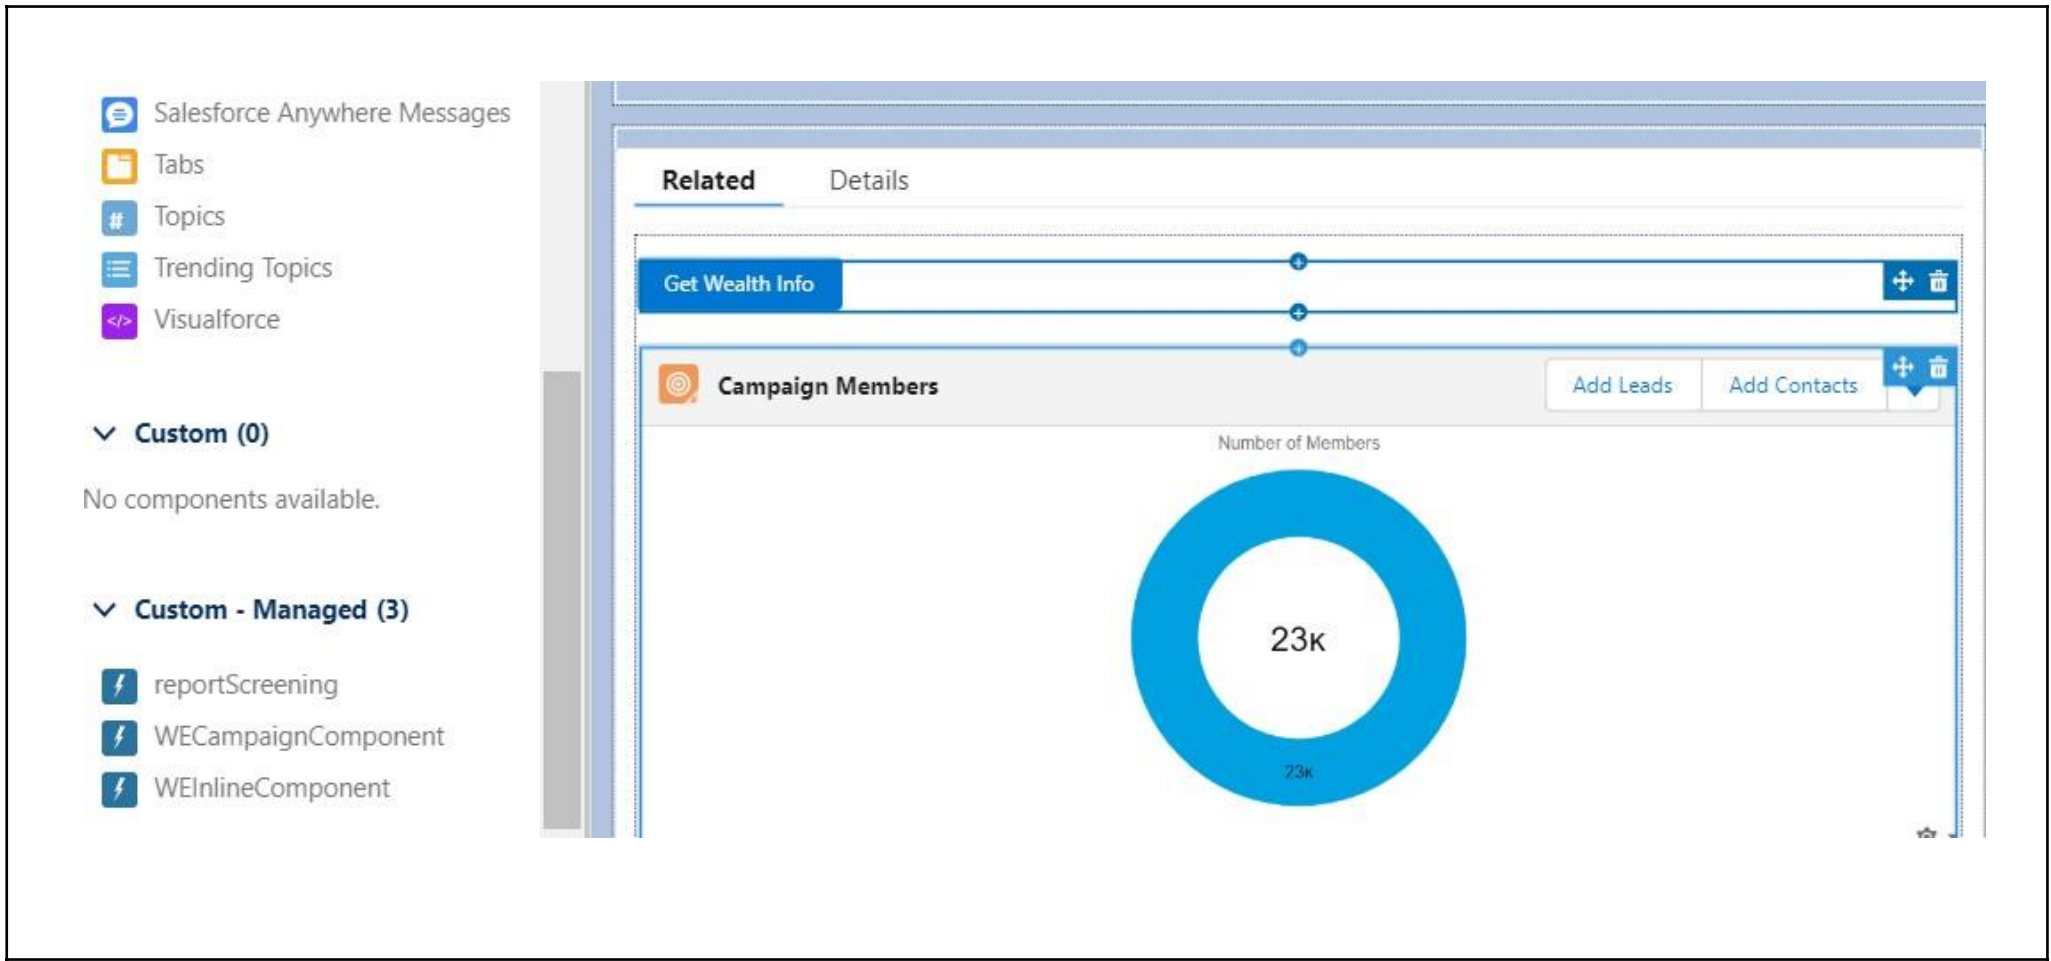 Salesforce Anywhere Messages
Tabs
#
Topics
Trending Topics
</>
Visualforce
Custom (0)
No components available.
Custom - Managed (3)
reportScreening
WECampaignComponent
WEInlineComponent
Related Details
Get Wealth Info
Campaign Members
Add Leads Add Contacts
Number of Members
23K
23K